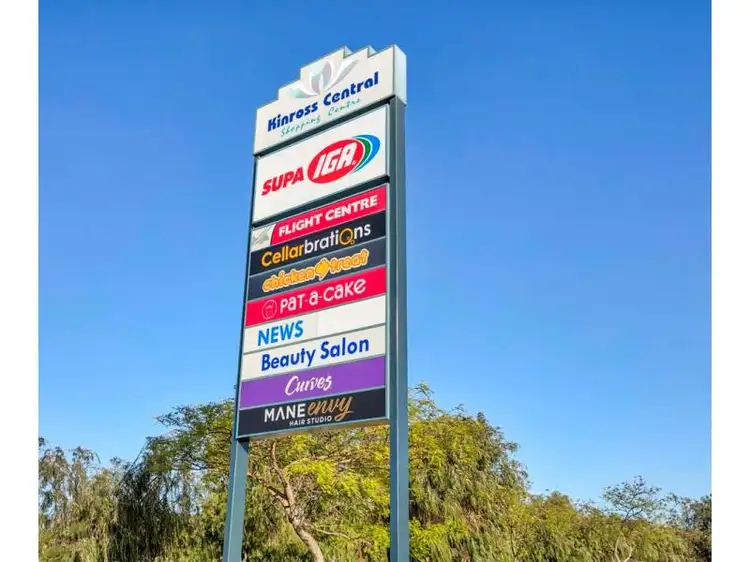 Kinross Central
Shopping Centre
SUPA IGA
FLIGHT CENTRE
Cellarbrations
chicken treat
PAT-A-CAKE
NEWS
Beauty Salon
Curves
MANE envy
HAIR STUDIO